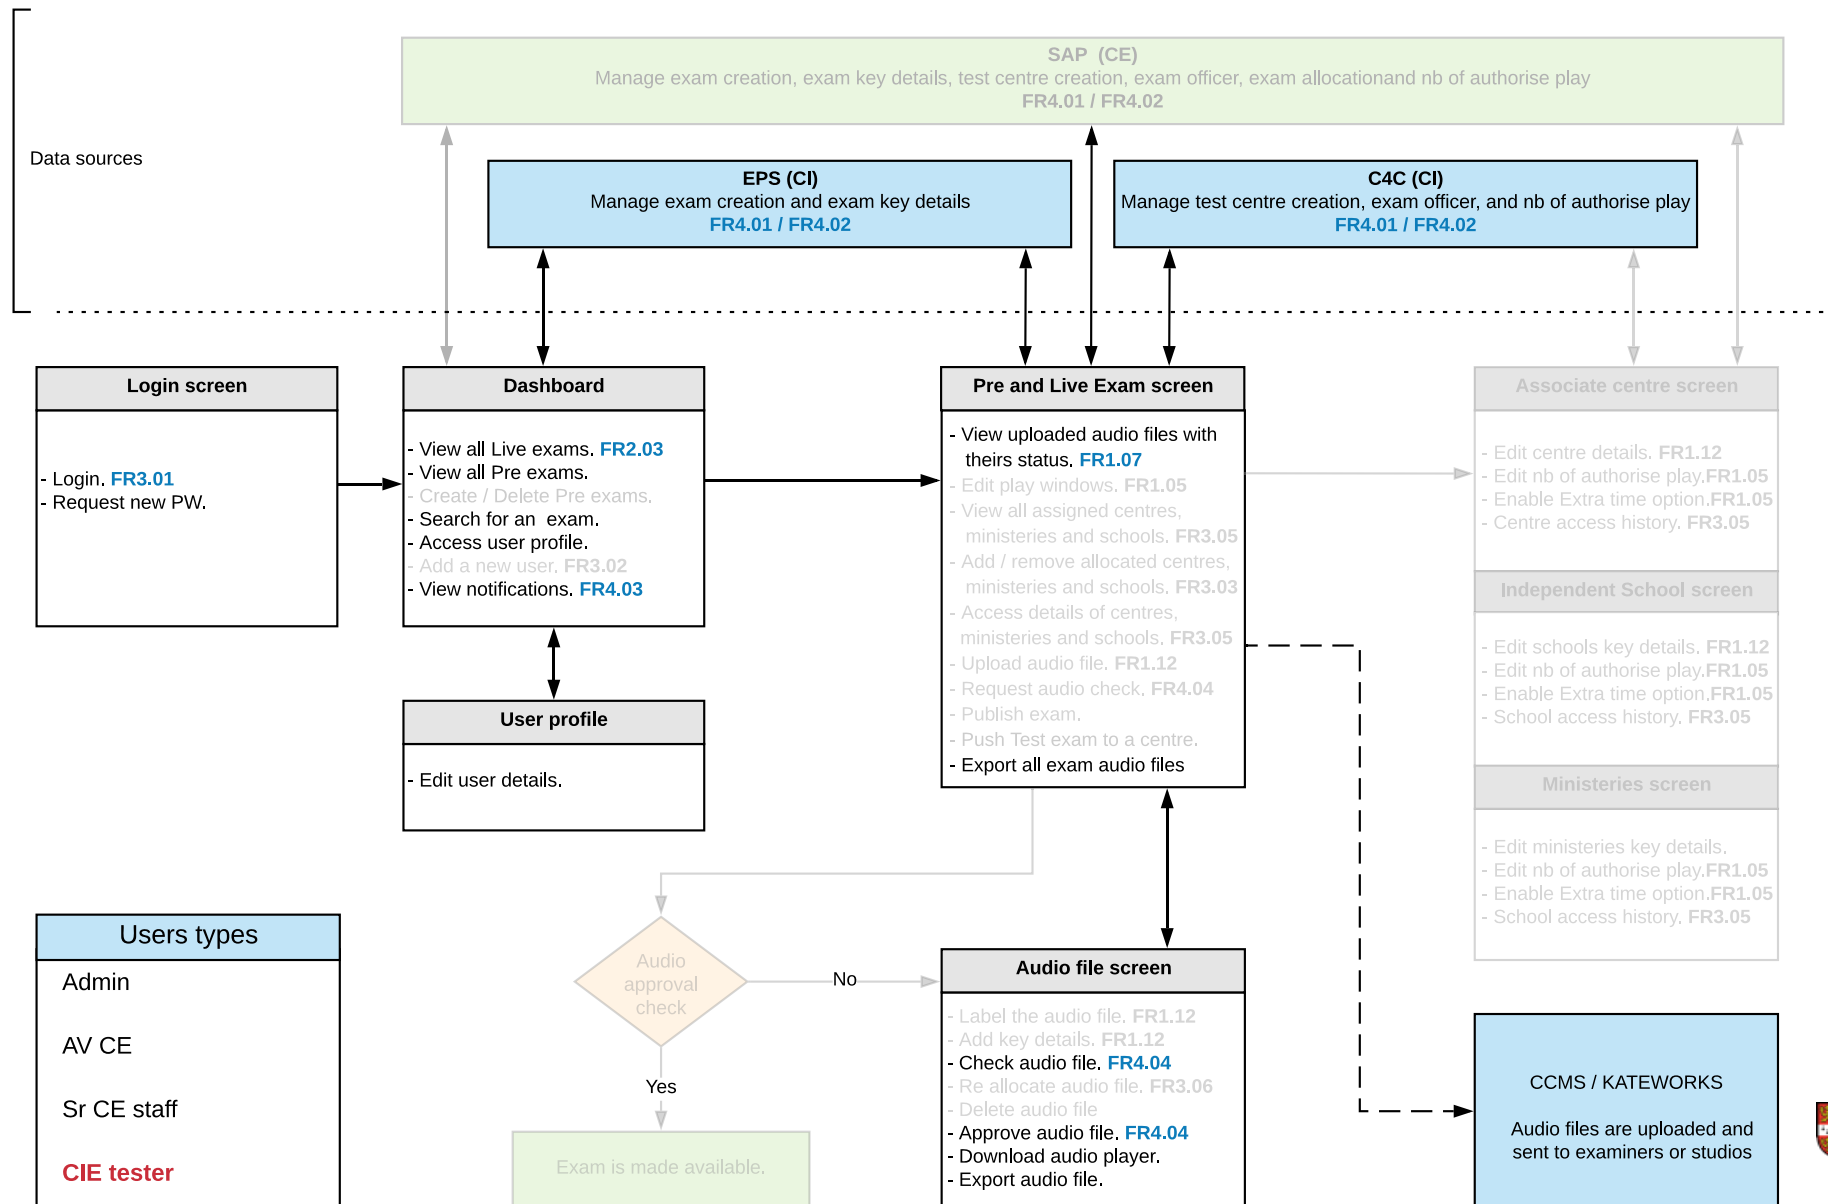 SAP (CE)
Manage exam creation, exam key details, test centre creation, exam officer, exam allocationand nb of authorise play
FR4.01 / FR4.02
Data sources
EPS (CI)
Manage exam creation and exam key details
FR4.01 / FR4.02
C4C (CI)
Manage test centre creation, exam officer, and nb of authorise play
FR4.01 / FR4.02
Login screen
- Login. FR3.01
- Request new PW.
Dashboard
- View all Live exams. FR2.03
- View all Pre exams.
- Create / Delete Pre exams.
- Search for an exam.
- Access user profile.
- Add a new user. FR3.02
- View notifications. FR4.03
User profile
- Edit user details.
Pre and Live Exam screen
- View uploaded audio files with
theirs status. FR1.07
- Edit play windows. FR1.05
- View all assigned centres,
ministeries and schools. FR3.05
- Add / remove allocated centres,
ministeries and schools. FR3.03
- Access details of centres,
ministeries and schools. FR3.05
- Upload audio file. FR1.12
- Request audio check. FR4.04
- Publish exam.
- Push Test exam to a centre.
- Export all exam audio files
Associate centre screen
- Edit centre details. FR1.12
- Edit nb of authorise play.FR1.05
- Enable Extra time option.FR1.05
- Centre access history. FR3.05
Independent School screen
- Edit schools key details. FR1.12
- Edit nb of authorise play.FR1.05
- Enable Extra time option.FR1.05
- School access history. FR3.05
Ministeries screen
- Edit ministeries key details.
- Edit nb of authorise play.FR1.05
- Enable Extra time option.FR1.05
- School access history. FR3.05
Users types
Admin
AV CE
Sr CE staff
CIE tester
Audio
approval
check
No
Yes
Exam is made available.
Audio file screen
- Label the audio file. FR1.12
- Add key details. FR1.12
- Check audio file. FR4.04
- Re allocate audio file. FR3.06
- Delete audio file
- Approve audio file. FR4.04
- Download audio player.
- Export audio file.
CCMS / KATEWORKS
Audio files are uploaded and
sent to examiners or studios